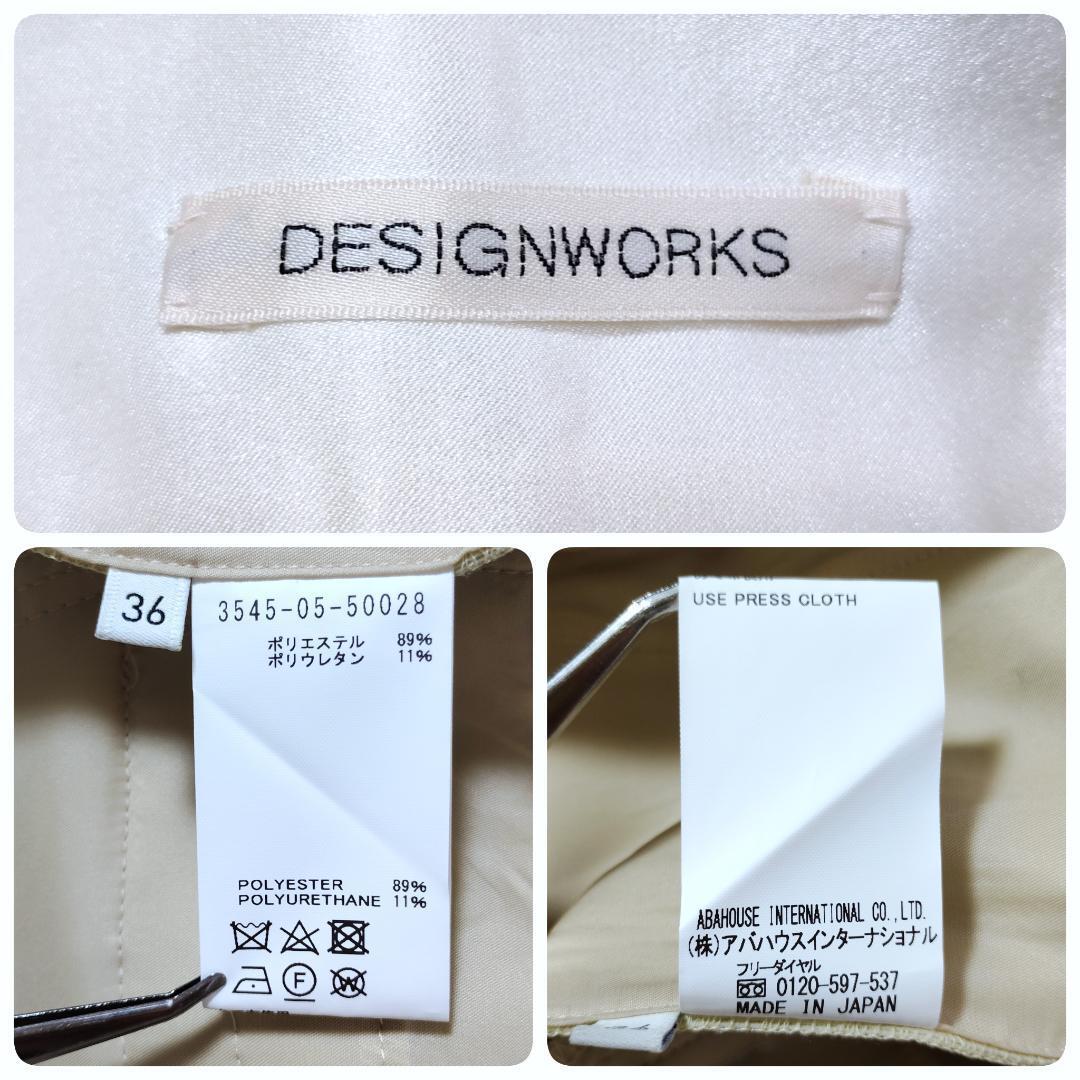 DESIGNWORKS
36
3545-05-50028
ポリエステル 89%
ポリウレタン 11%
POLYESTER 89%
POLYURETHANE 11%
F
W
USE PRESS CLOTH
ABAHOUSE INTERNATIONAL CO.,LTD.
(株)アバハウスインターナショナル
フリーダイヤル
0120-597-537
MADE IN JAPAN